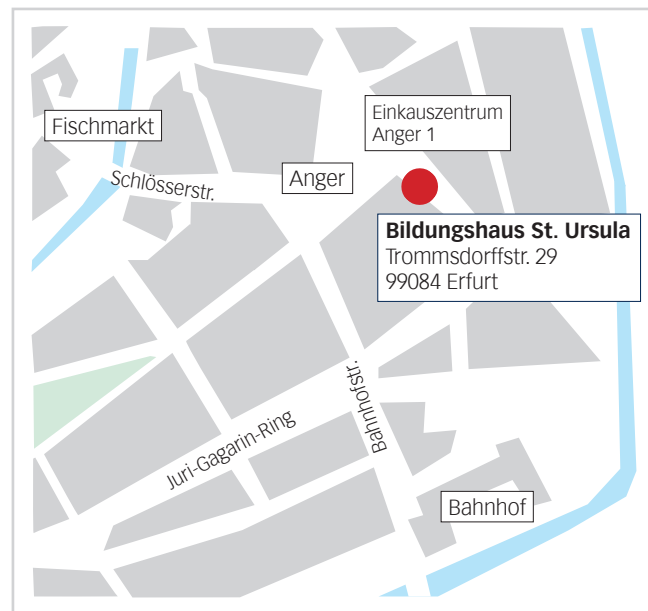 Einkauszentrum
Anger 1
Fischmarkt
Anger
Schlösserstr.
Bildungshaus St. Ursula
Trommsdorffstr. 29
99084 Erfurt
Bahnhofstr.
Juri-Gagarin-Ring
Bahnhof